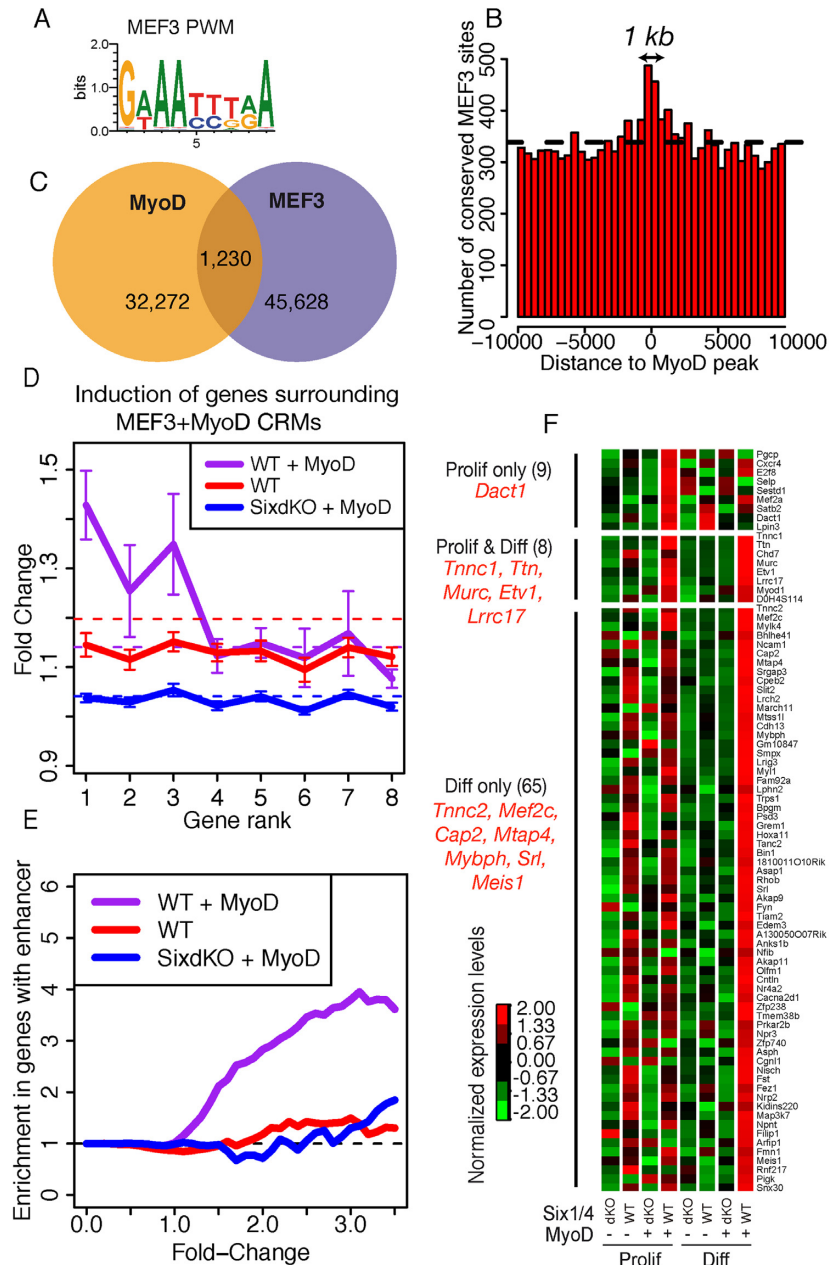 A
MEF3 PWM
2.0
1.0
0.0
bits
G A A A T T T A A
T C C G G
5
B
1 kb
500
400
300
200
100
0
Number of conserved MEF3 sites
−10000 −5000 0 5000 10000
Distance to MyoD peak
C
MyoD
MEF3
1,230
32,272
45,628
D
Induction of genes surrounding
MEF3+MyoD CRMs
WT + MyoD
WT
SixdKO + MyoD
1.5
1.3
1.1
0.9
Fold Change
1 2 3 4 5 6 7 8
Gene rank
E
WT + MyoD
WT
SixdKO + MyoD
6
5
4
3
2
1
0
Enrichment in genes with enhancer
0.0 1.0 2.0 3.0
Fold−Change
F
Prolif only (9)
Dact1
Prolif & Diff (8)
Tnnc1, Ttn,
Murc, Etv1,
Lrrc17
Diff only (65)
Tnnc2, Mef2c,
Cap2, Mtap4,
Mybph, Srl,
Meis1
Normalized expression levels
2.00
1.33
0.67
0.00
-0.67
-1.33
-2.00
Pgcp
Cxcr4
E2f8
Selp
Sestd1
Mef2a
Satb2
Dact1
Lpin3
Tnnc1
Ttn
Chd7
Murc
Etv1
Lrrc17
Myod1
D0H4S114
Tnnc2
Mef2c
Mylk4
Bhlhe41
Ncam1
Cap2
Mtap4
Srgap3
Cpeb2
Slit2
Lrch2
March11
Mtss1l
Cdh13
Mybph
Gm10847
Smpx
Lrig3
Myl1
Fam92a
Lphn2
Trps1
Bpgm
Psd3
Grem1
Hoxa11
Tanc2
Bin1
1810011O10Rik
Asap1
Rhob
Srl
Akap9
Fyn
Tiam2
Edem3
A130050O07Rik
Anks1b
Nfib
Akap11
Olfm1
Cntln
Nr4a2
Cacna2d1
Zfp238
Tmem38b
Prkar2b
Npr3
Zfp740
Asph
Cgnl1
Nisch
Fst
Fez1
Nrp2
Kidins220
Map3k7
Npnt
Filip1
Arfip1
Fmn1
Meis1
Rnf217
Pigk
Snx30
Six1/4 dKO WT dKO WT dKO WT dKO WT
MyoD - - + + - - + +
Prolif Diff